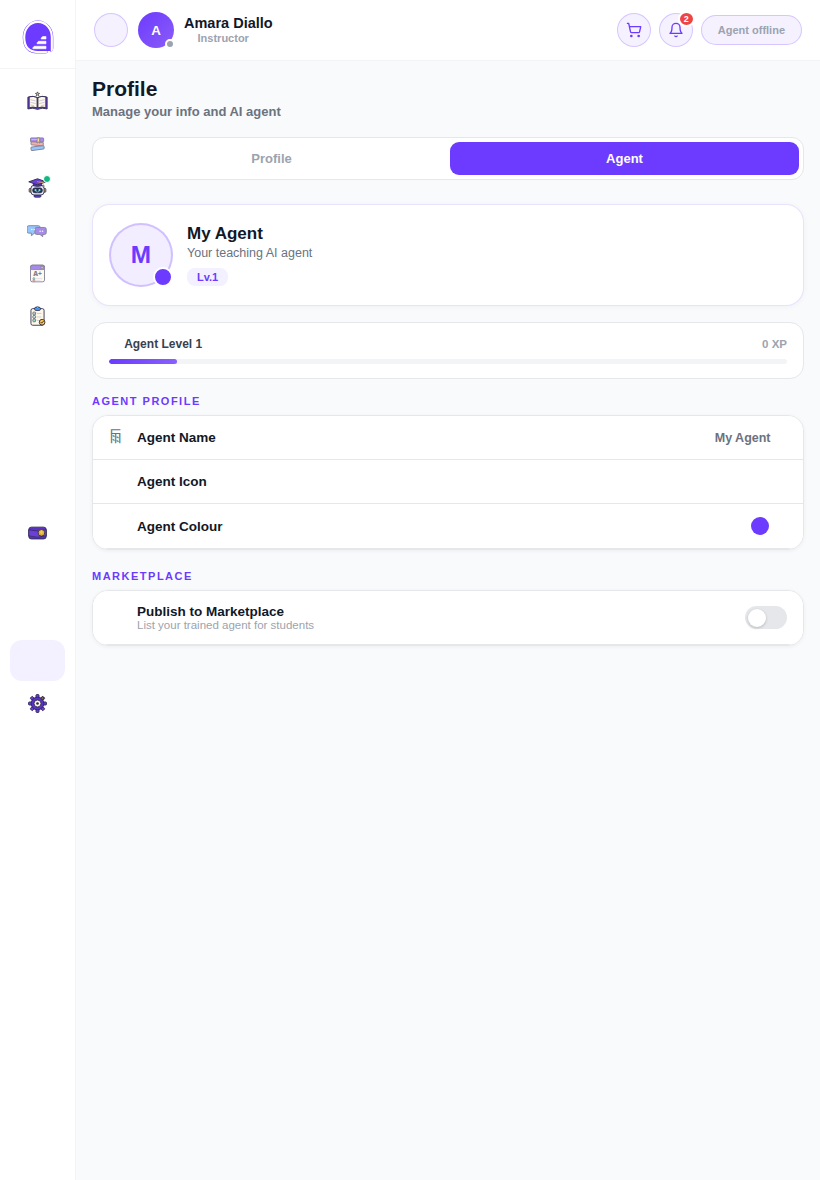 A
Amara Diallo
Instructor
2
Agent offline
Profile
Manage your info and AI agent
Profile
Agent
M
My Agent
Your teaching AI agent
Lv.1
Agent Level 1
0 XP
AGENT PROFILE
Agent Name
My Agent
Agent Icon
Agent Colour
MARKETPLACE
Publish to Marketplace
List your trained agent for students